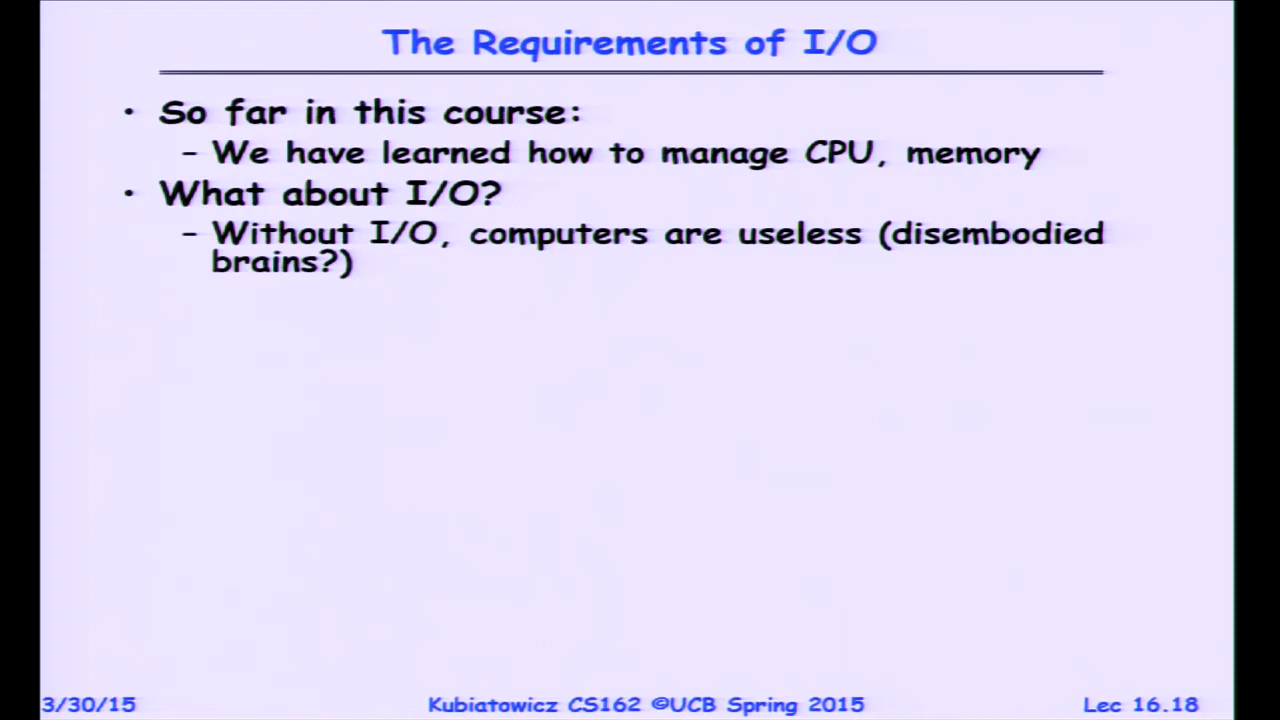 The Requirements of I/O
• So far in this course:
– We have learned how to manage CPU, memory
• What about I/O?
– Without I/O, computers are useless (disembodied
brains?)
3/30/15
Kubiatowicz CS162 ©UCB Spring 2015
Lec 16.18